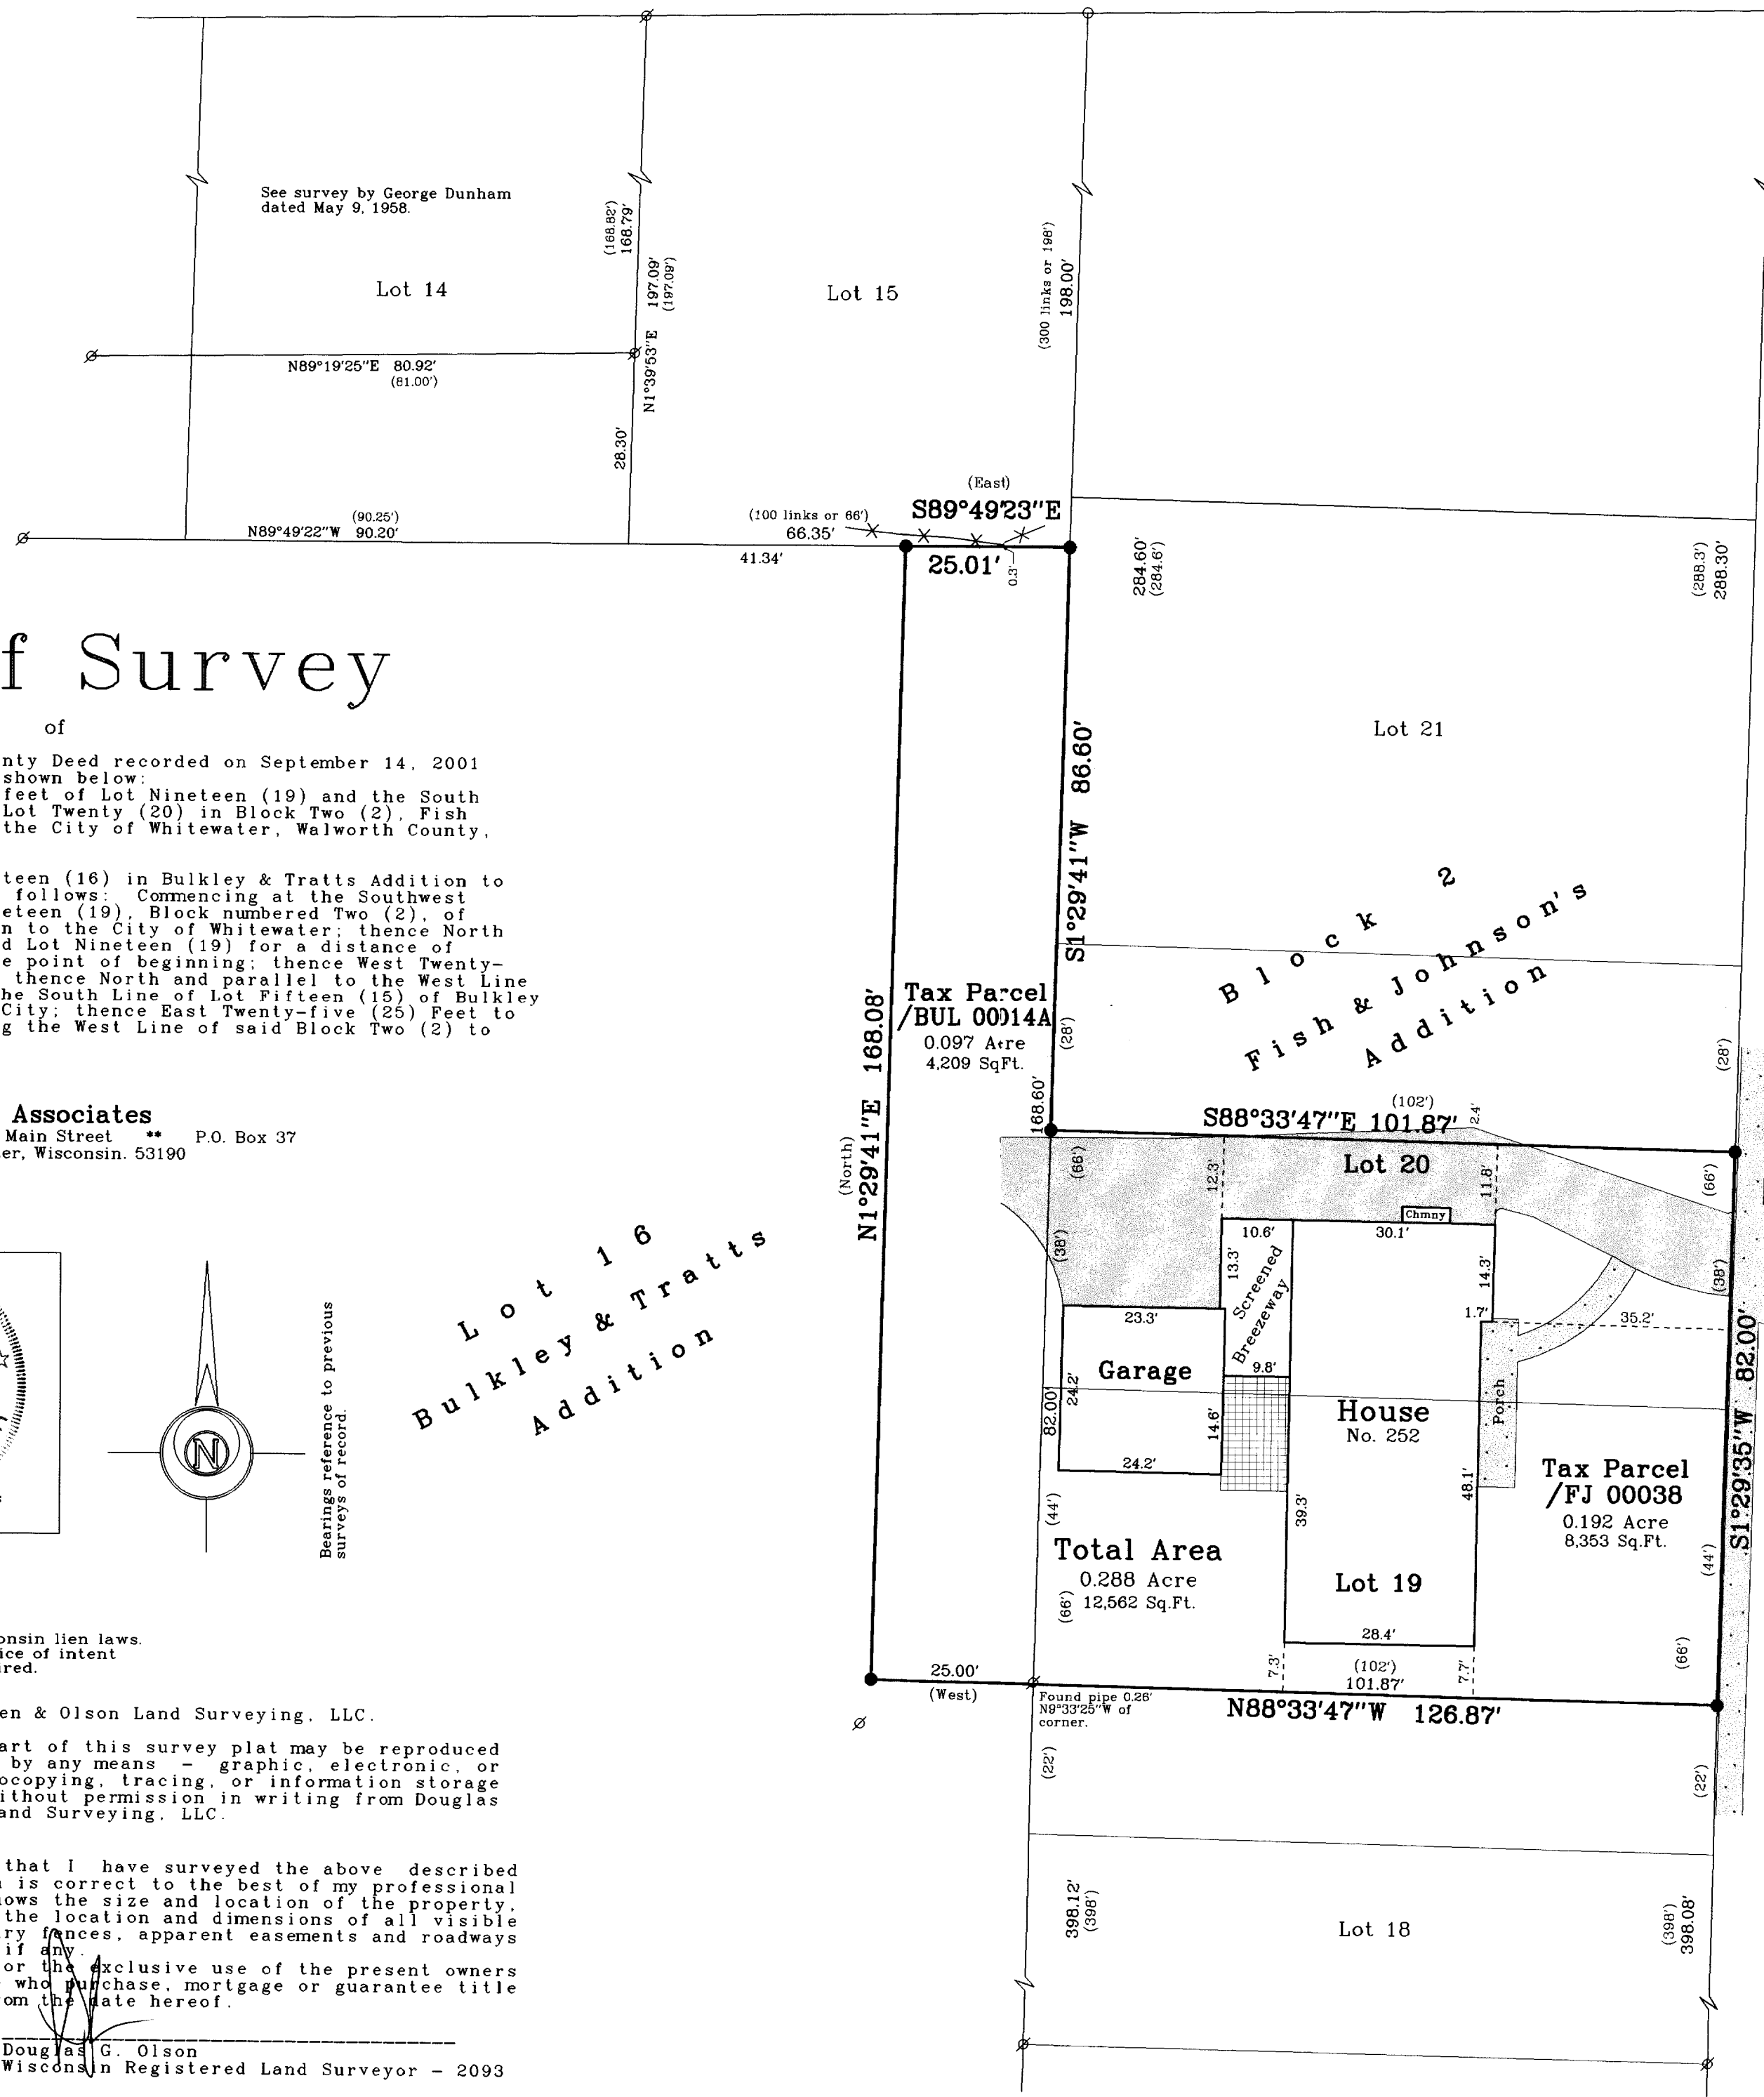 See survey by George Dunham
dated May 9, 1958.
Lot 14
(168.82')
168.79'
197.09'
(197.09')
N1°39'53"E
N89°19'25"E 80.92'
(81.00')
28.30'
(90.25')
N89°49'22"W 90.20'
Lot 15
(300 links or 198')
198.00'
(East)
S89°49'23"E
(100 links or 66')
66.35'
41.34'
25.01'
0.3'
284.60'
(284.6')
(288.3')
288.30'
f Survey
of
nty Deed recorded on September 14, 2001
shown below:
feet of Lot Nineteen (19) and the South
Lot Twenty (20) in Block Two (2), Fish
the City of Whitewater, Walworth County,
teen (16) in Bulkley & Tratts Addition to
follows: Commencing at the Southwest
eteen (19), Block numbered Two (2), of
n to the City of Whitewater; thence North
d Lot Nineteen (19) for a distance of
e point of beginning; thence West Twenty-
thence North and parallel to the West Line
he South Line of Lot Fifteen (15) of Bulkley
City; thence East Twenty-five (25) Feet to
g the West Line of said Block Two (2) to
Associates
Main Street ** P.O. Box 37
er, Wisconsin. 53190
N
Bearings reference to previous
surveys of record.
Lot 16
Bulkley & Tratts
Addition
Lot 21
S1°29'41"W 86.60'
Block 2
Fish & Johnson's
Addition
Tax Parcel
/BUL 00014A
0.097 Acre
4,209 SqFt.
(North)
N1°29'41"E 168.08'
(28')
168.60'
(28')
(102')
S88°33'47"E 101.87'
2.4'
Lot 20
(66')
12.3'
11.8'
(66')
Chmny
10.6'
30.1'
(38')
13.3'
Screened
Breezeway
14.3'
(38')
23.3'
1.7'
35.2'
Garage
9.8'
24.2'
82.00'
14.6'
House
No. 252
Porch
S1°29'35"W 82.00'
24.2'
39.3'
48.1'
Tax Parcel
/FJ 00038
0.192 Acre
8,353 Sq.Ft.
(44')
(44')
Total Area
0.288 Acre
12,562 Sq.Ft.
Lot 19
(66')
28.4'
(66')
7.3'
(102')
101.87'
7.7'
25.00'
(West)
Found pipe 0.26'
N9°33'25"W of
corner.
N88°33'47"W 126.87'
(22')
(22')
398.12'
(398')
Lot 18
(398')
398.08'
onsin lien laws.
ice of intent
red.
en & Olson Land Surveying, LLC.
art of this survey plat may be reproduced
by any means - graphic, electronic, or
ocopying, tracing, or information storage
ithout permission in writing from Douglas
and Surveying, LLC.
that I have surveyed the above described
is correct to the best of my professional
ows the size and location of the property,
the location and dimensions of all visible
ry fences, apparent easements and roadways
if any.
or the exclusive use of the present owners
who purchase, mortgage or guarantee title
om the date hereof.
Douglas G. Olson
Wisconsin Registered Land Surveyor - 2093